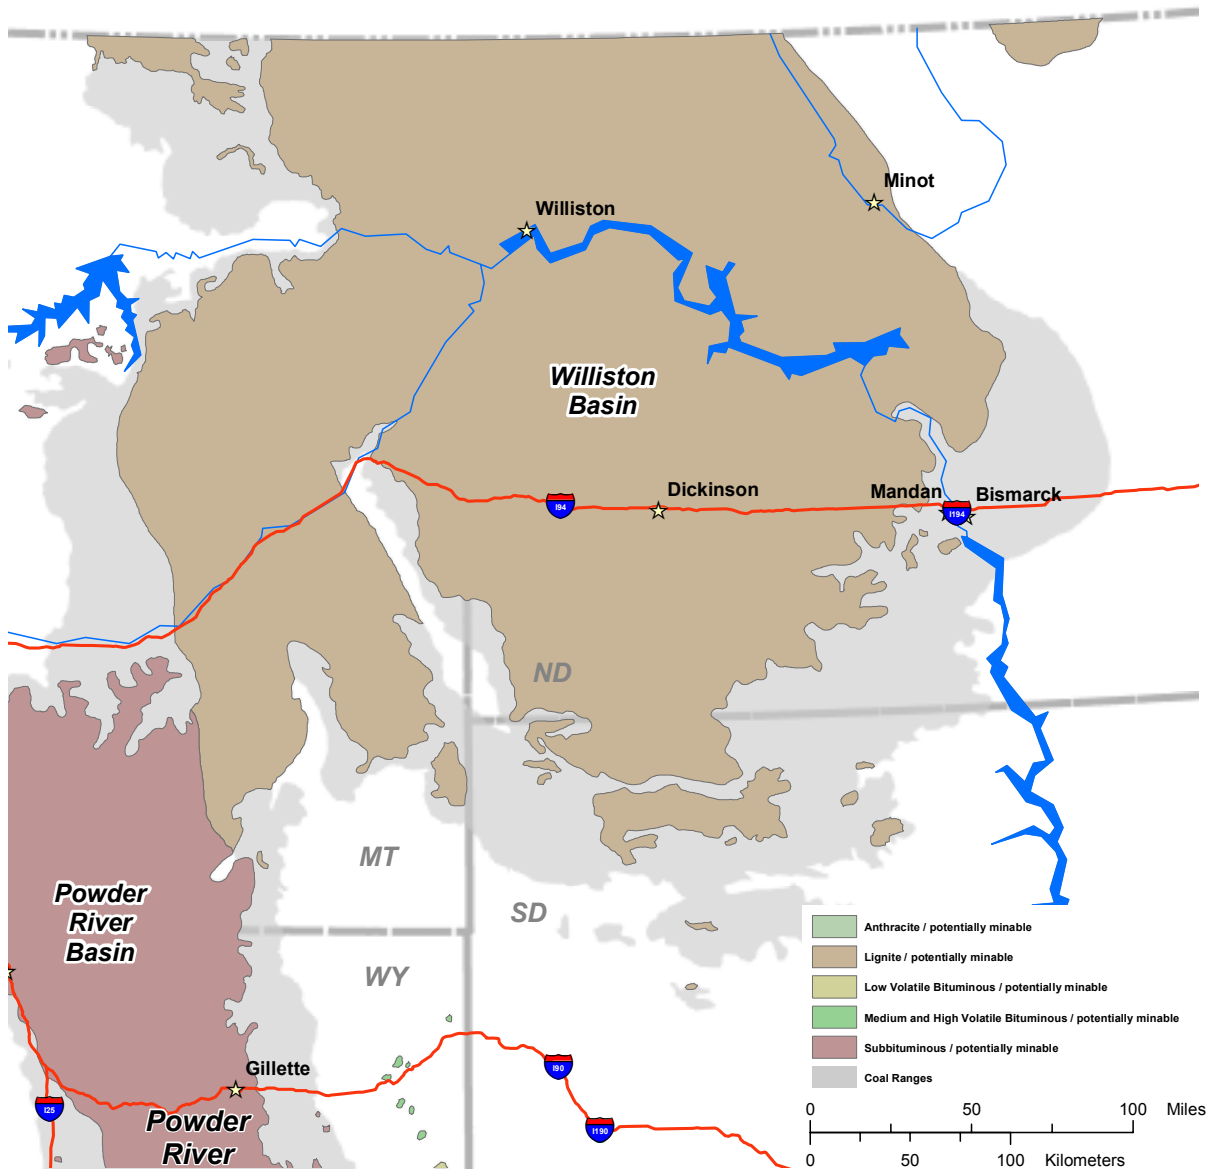 Minot
Williston
Williston
Basin
Dickinson
Mandan
Bismarck
I94
I194
ND
MT
SD
WY
Powder
River
Basin
Gillette
I90
I25
I190
Powder
River
Anthracite / potentially minable
Lignite / potentially minable
Low Volatile Bituminous / potentially minable
Medium and High Volatile Bituminous / potentially minable
Subbituminous / potentially minable
Coal Ranges
0 50 100 Miles
0 50 100 Kilometers